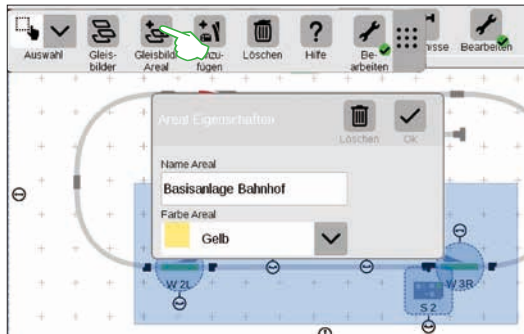 Auswahl
Gleis-
bilder
Gleisbild
Areal
fügen
Löschen
Hilfe
Be-
arbeiten
nisse
Bearbeiten
Areal Eigenschaften
Löschen
Ok
Name Areal
Basisanlage Bahnhof
Farbe Areal
Gelb
W 2L
W 3R
S 2